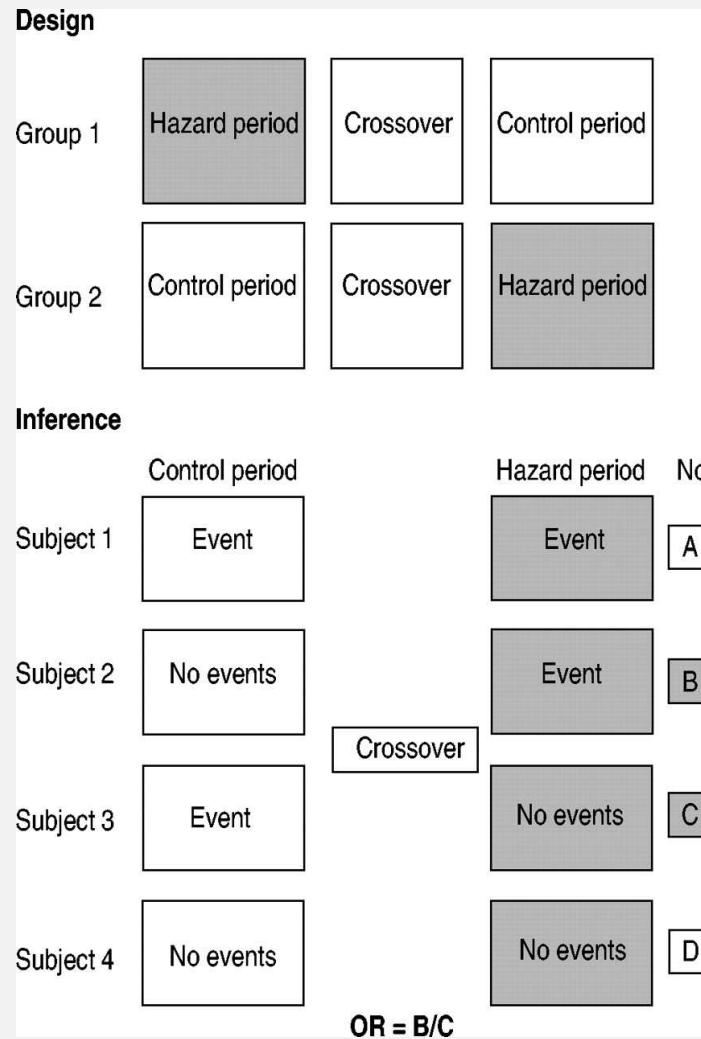 Design
Group 1 Hazard period Crossover Control period
Group 2 Control period Crossover Hazard period
Inference
Control period Hazard period No
Subject 1 Event Event A
Subject 2 No events Event B
Crossover
Subject 3 Event No events C
Subject 4 No events No events D
OR = B/C